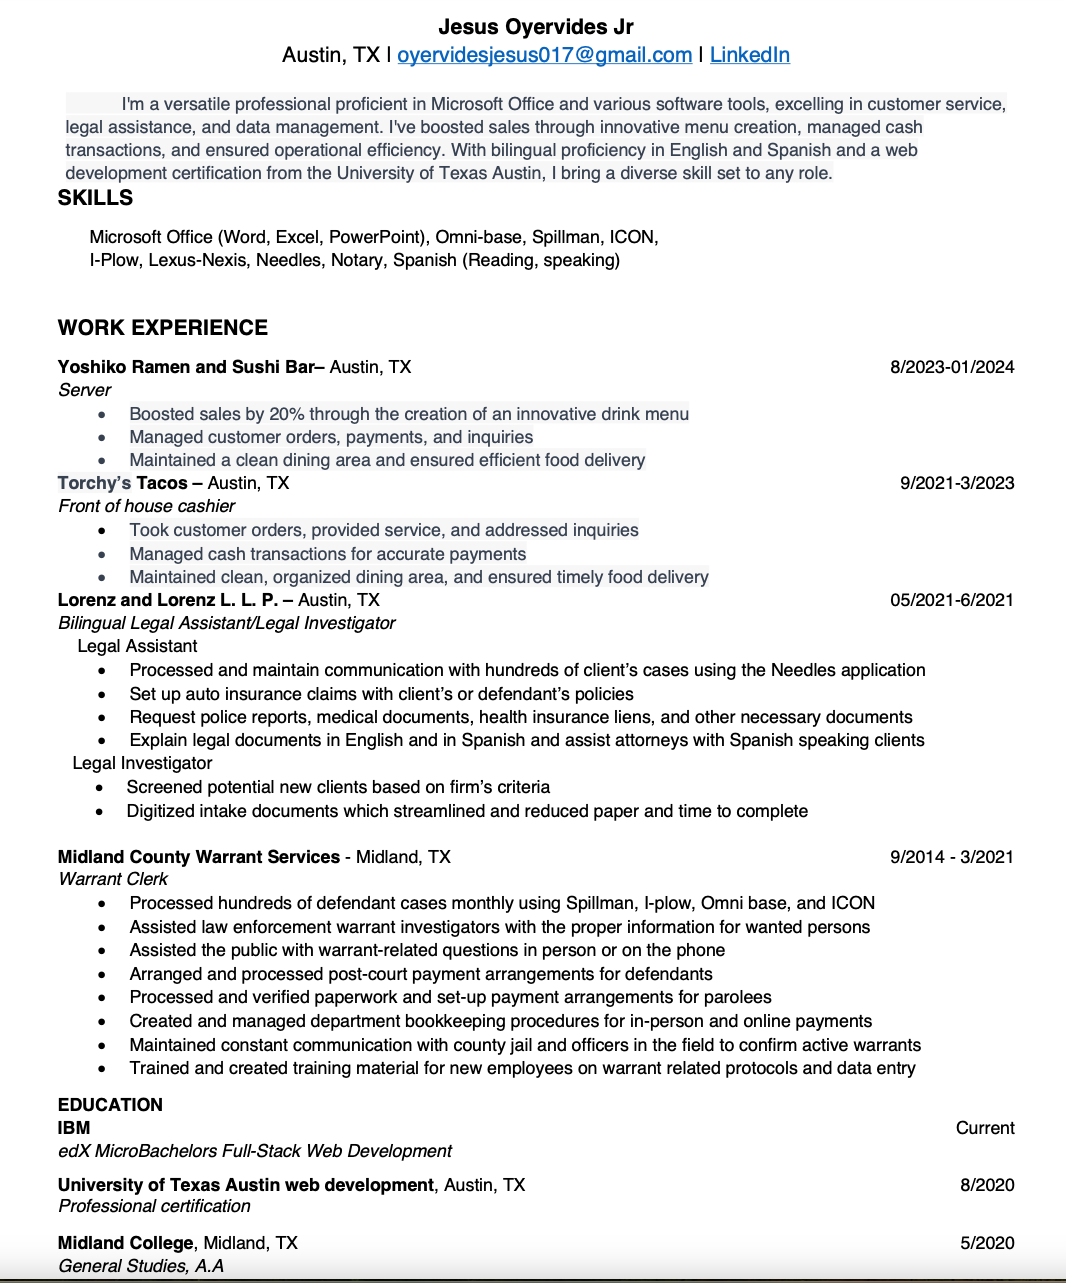 Jesus Oyervides Jr
Austin, TX | oyervidesjesus017@gmail.com | LinkedIn
I'm a versatile professional proficient in Microsoft Office and various software tools, excelling in customer service,
legal assistance, and data management. I've boosted sales through innovative menu creation, managed cash
transactions, and ensured operational efficiency. With bilingual proficiency in English and Spanish and a web
development certification from the University of Texas Austin, I bring a diverse skill set to any role.
SKILLS
Microsoft Office (Word, Excel, PowerPoint), Omni-base, Spillman, ICON,
I-Plow, Lexus-Nexis, Needles, Notary, Spanish (Reading, speaking)
WORK EXPERIENCE
Yoshiko Ramen and Sushi Bar– Austin, TX 8/2023-01/2024
Server
• Boosted sales by 20% through the creation of an innovative drink menu
• Managed customer orders, payments, and inquiries
• Maintained a clean dining area and ensured efficient food delivery
Torchy’s Tacos – Austin, TX 9/2021-3/2023
Front of house cashier
• Took customer orders, provided service, and addressed inquiries
• Managed cash transactions for accurate payments
• Maintained clean, organized dining area, and ensured timely food delivery
Lorenz and Lorenz L. L. P. – Austin, TX 05/2021-6/2021
Bilingual Legal Assistant/Legal Investigator
Legal Assistant
• Processed and maintain communication with hundreds of client’s cases using the Needles application
• Set up auto insurance claims with client’s or defendant’s policies
• Request police reports, medical documents, health insurance liens, and other necessary documents
• Explain legal documents in English and in Spanish and assist attorneys with Spanish speaking clients
Legal Investigator
• Screened potential new clients based on firm’s criteria
• Digitized intake documents which streamlined and reduced paper and time to complete
Midland County Warrant Services - Midland, TX 9/2014 - 3/2021
Warrant Clerk
• Processed hundreds of defendant cases monthly using Spillman, I-plow, Omni base, and ICON
• Assisted law enforcement warrant investigators with the proper information for wanted persons
• Assisted the public with warrant-related questions in person or on the phone
• Arranged and processed post-court payment arrangements for defendants
• Processed and verified paperwork and set-up payment arrangements for parolees
• Created and managed department bookkeeping procedures for in-person and online payments
• Maintained constant communication with county jail and officers in the field to confirm active warrants
• Trained and created training material for new employees on warrant related protocols and data entry
EDUCATION
IBM Current
edX MicroBachelors Full-Stack Web Development
University of Texas Austin web development, Austin, TX 8/2020
Professional certification
Midland College, Midland, TX 5/2020
General Studies, A.A